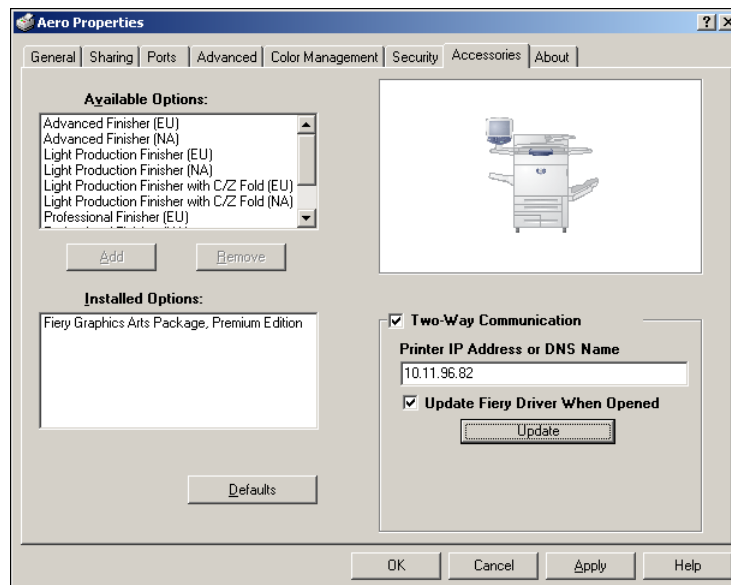 Aero Properties
General Sharing Ports Advanced Color Management Security Accessories About
Available Options:
Advanced Finisher (EU)
Advanced Finisher (NA)
Light Production Finisher (EU)
Light Production Finisher (NA)
Light Production Finisher with C/Z Fold (EU)
Light Production Finisher with C/Z Fold (NA)
Professional Finisher (EU)
Add Remove
Installed Options:
Fiery Graphics Arts Package, Premium Edition
Defaults
Two-Way Communication
Printer IP Address or DNS Name
10.11.96.82
Update Fiery Driver When Opened
Update
OK Cancel Apply Help